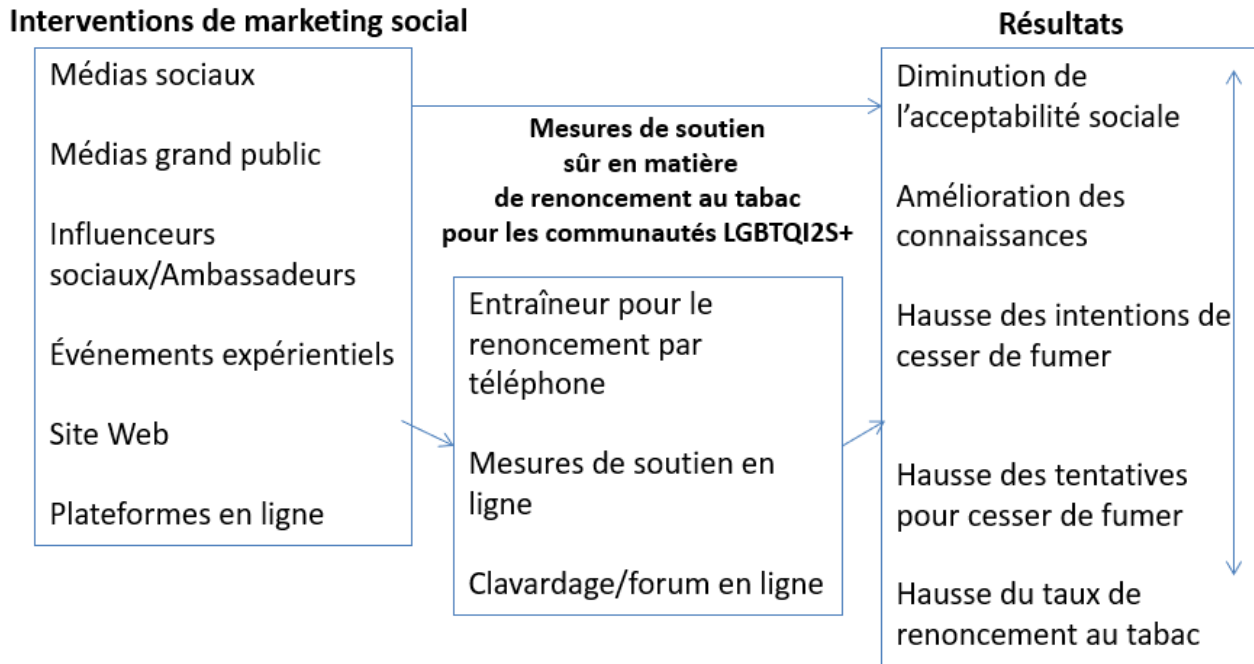 Interventions de marketing social
Médias sociaux
Médias grand public
Influenceurs
sociaux/Ambassadeurs
Événements expérientiels
Site Web
Plateformes en ligne
Mesures de soutien
sûr en matière
de renoncement au tabac
pour les communautés LGBTQI2S+
Entraîneur pour le
renoncement par
téléphone
Mesures de soutien en
ligne
Clavardage/forum en ligne
Résultats
Diminution de
l’acceptabilité sociale
Amélioration des
connaissances
Hausse des intentions de
cesser de fumer
Hausse des tentatives
pour cesser de fumer
Hausse du taux de
renoncement au tabac